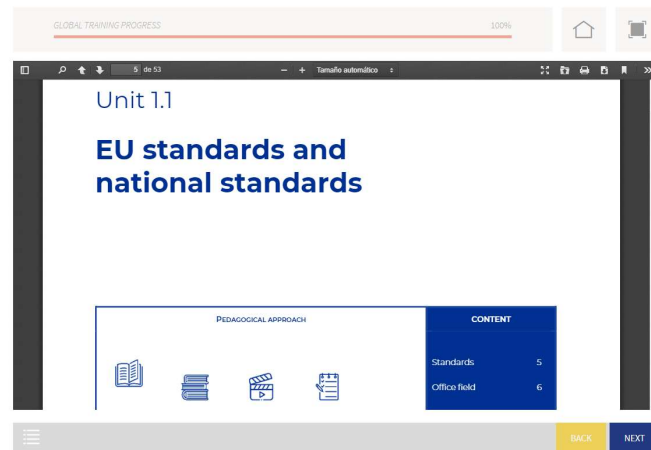 GLOBAL TRAINING PROGRESS 100%
5 de 53 Tamaño automático
Unit 1.1
EU standards and
national standards
PEDAGOGICAL APPROACH
CONTENT
Standards 5
Office field 6
BACK NEXT